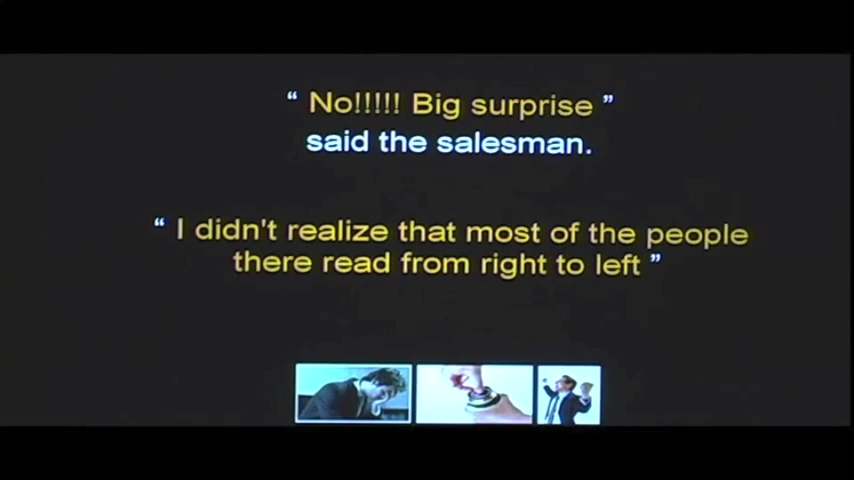 “ No!!!!! Big surprise ”
said the salesman.
“ I didn't realize that most of the people
there read from right to left ”